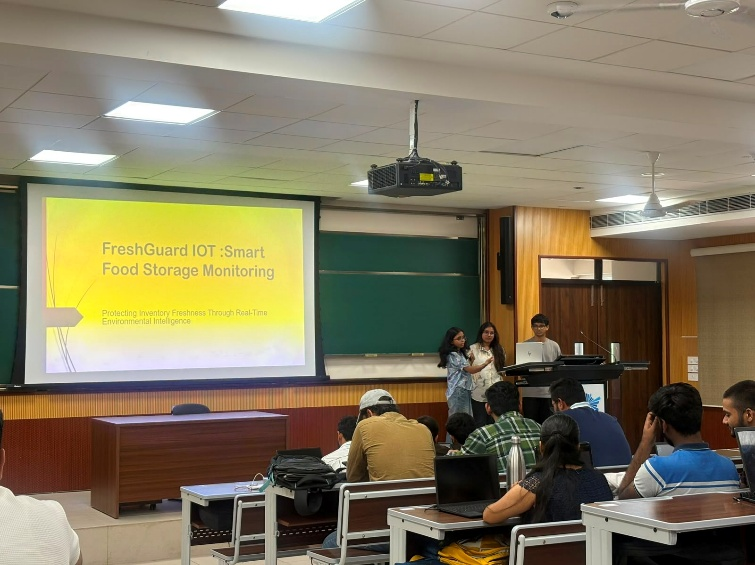 FreshGuard IOT :Smart
Food Storage Monitoring
Protecting Inventory Freshness Through Real-Time
Environmental Intelligence